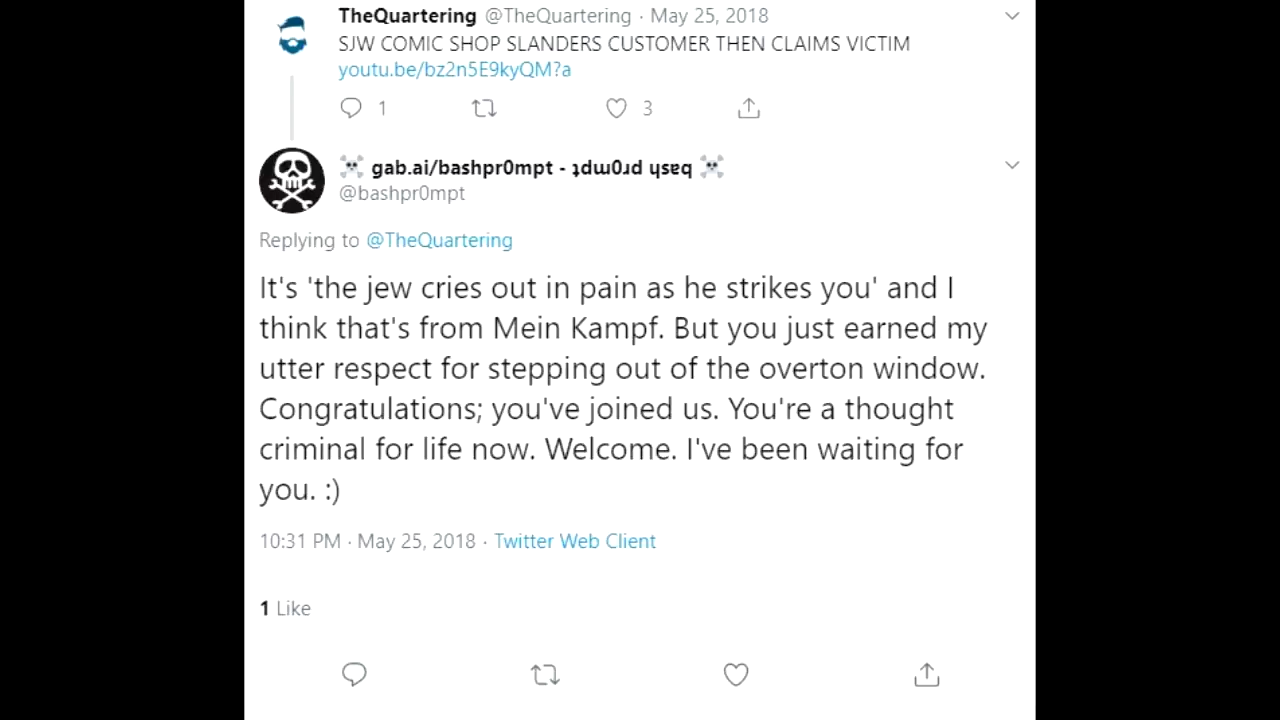 TheQuartering @TheQuartering · May 25, 2018
SJW COMIC SHOP SLANDERS CUSTOMER THEN CLAIMS VICTIM
youtu.be/bz2n5E9kyQM?a
1 3
☠️ gab.ai/bashpr0mpt - ʇdɯ0ɹd ɥsɐq ☠️
@bashpr0mpt
Replying to @TheQuartering
It's 'the jew cries out in pain as he strikes you' and I
think that's from Mein Kampf. But you just earned my
utter respect for stepping out of the overton window.
Congratulations; you've joined us. You're a thought
criminal for life now. Welcome. I've been waiting for
you. :)
10:31 PM · May 25, 2018 · Twitter Web Client
1 Like